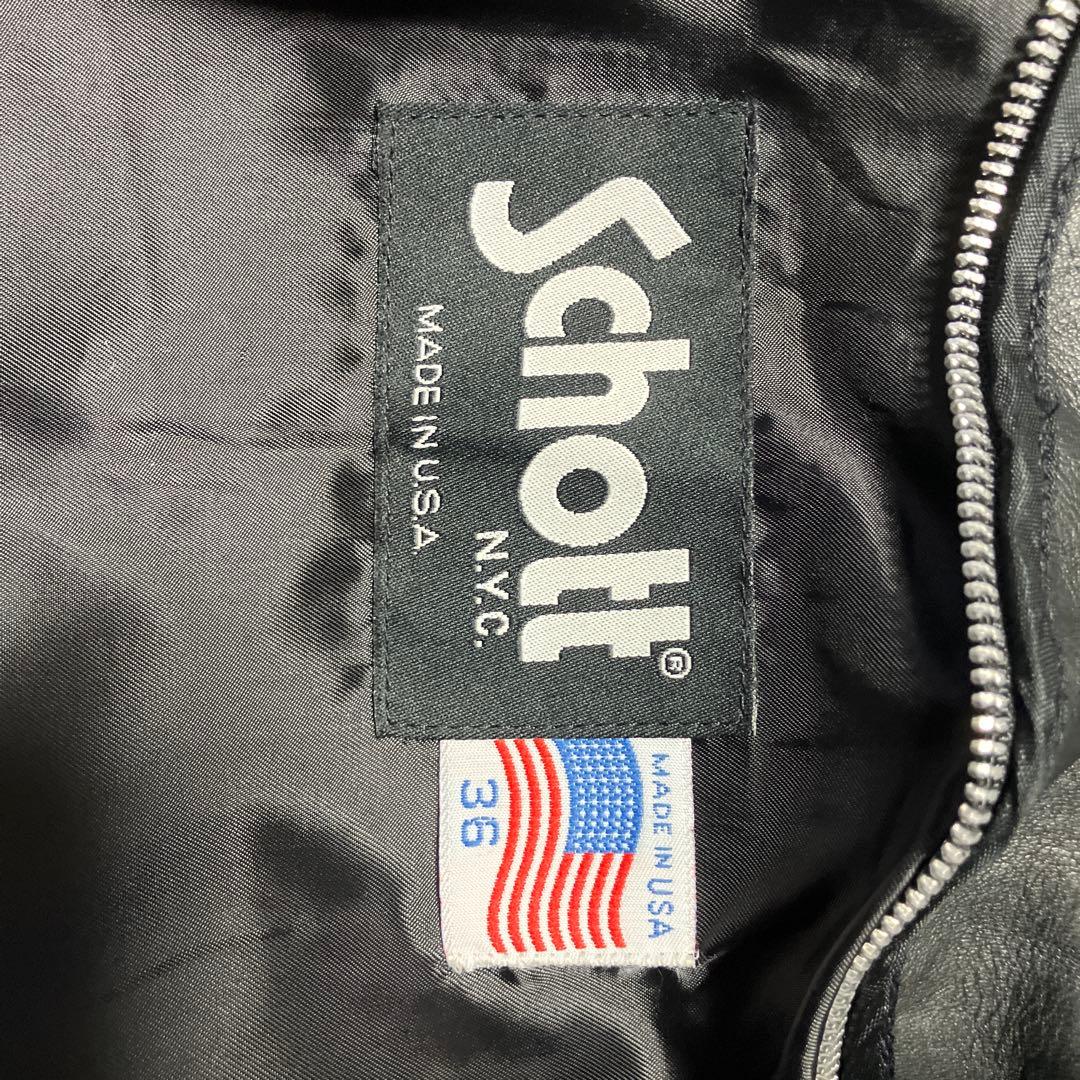 Schott®
N.Y.C.
MADE IN U.S.A.
MADE IN USA
36